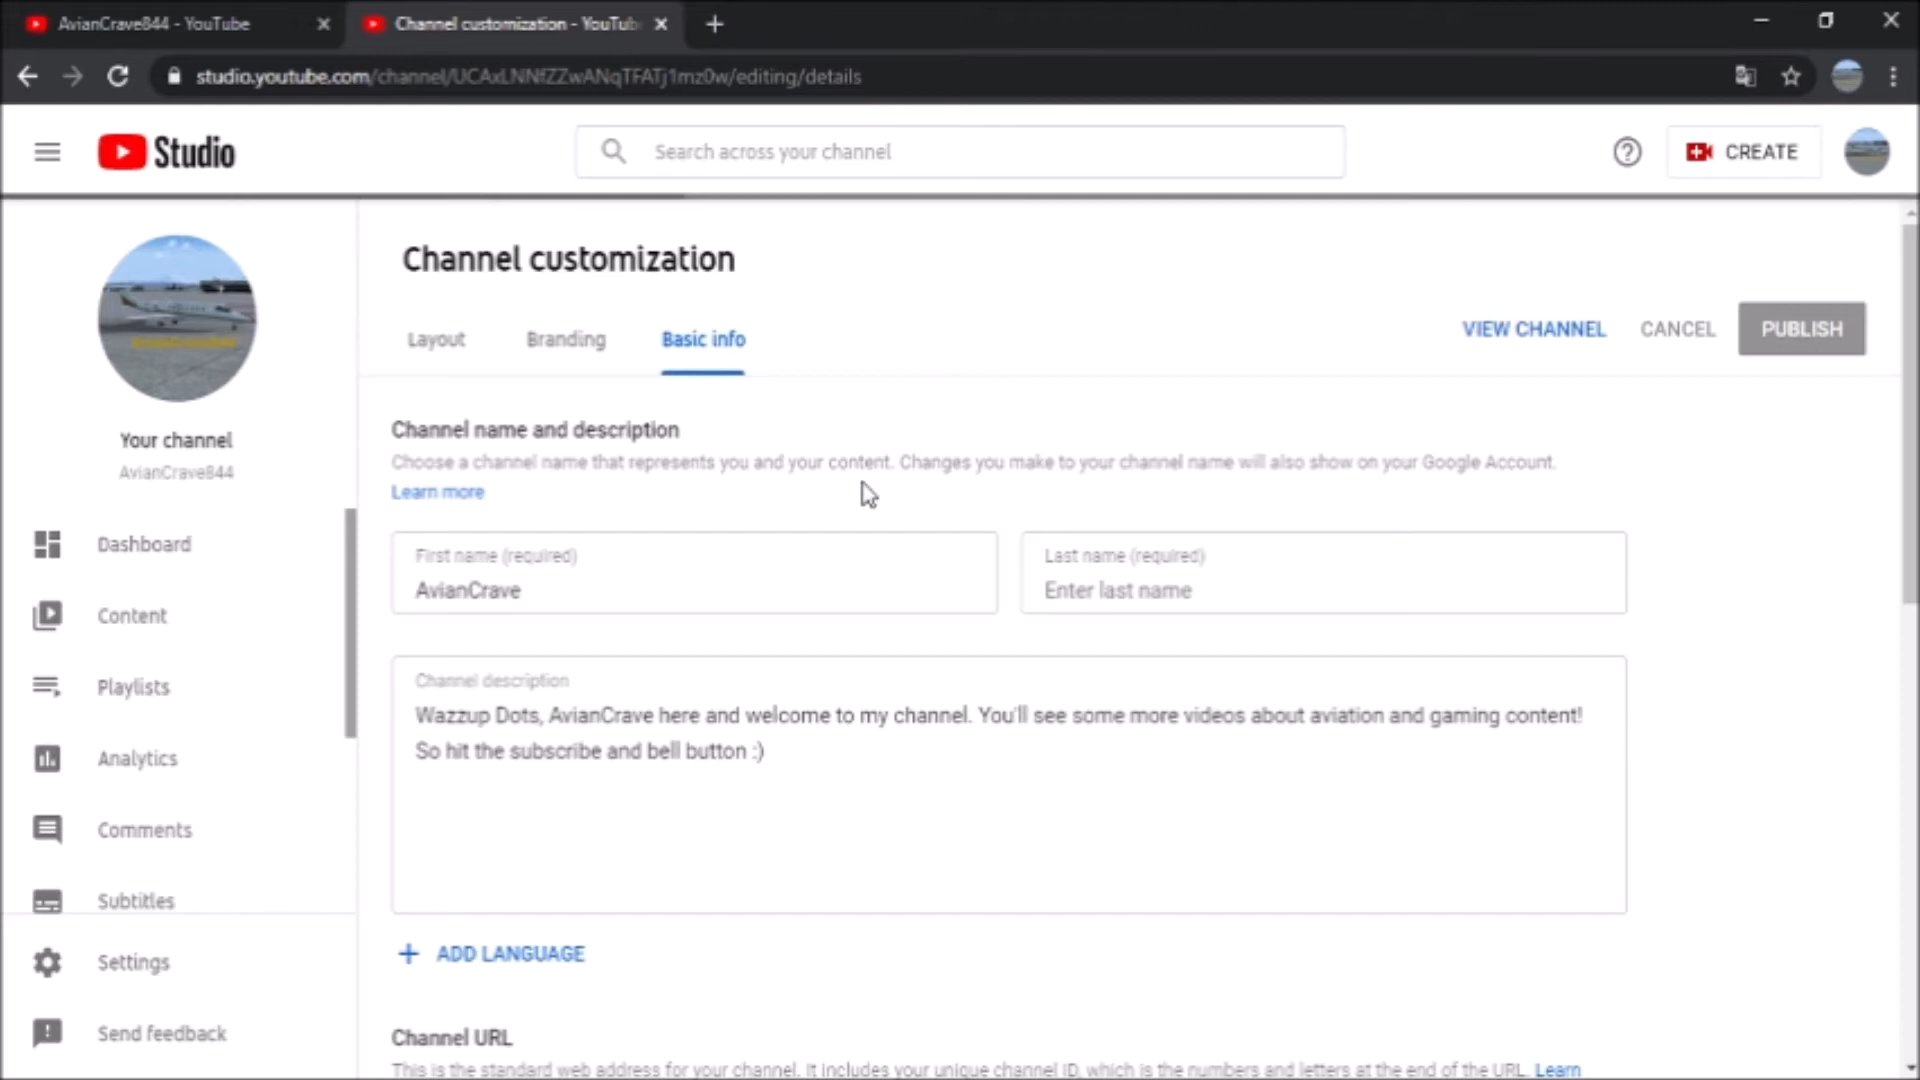 AvianCrave844 - YouTube
Channel customization - YouTub
studio.youtube.com/channel/UCAxLNNfZZwANqTFATj1mz0w/editing/details
Studio
Search across your channel
CREATE
Channel customization
Layout
Branding
Basic info
VIEW CHANNEL
CANCEL
PUBLISH
Your channel
AvianCrave844
Dashboard
Content
Playlists
Analytics
Comments
Subtitles
Settings
Send feedback
Channel name and description
Choose a channel name that represents you and your content. Changes you make to your channel name will also show on your Google Account.
Learn more
First name (required)
AvianCrave
Last name (required)
Enter last name
Channel description
Wazzup Dots, AvianCrave here and welcome to my channel. You'll see some more videos about aviation and gaming content!
So hit the subscribe and bell button :)
ADD LANGUAGE
Channel URL
This is the standard web address for your channel. It includes your unique channel ID, which is the numbers and letters at the end of the URL. Learn